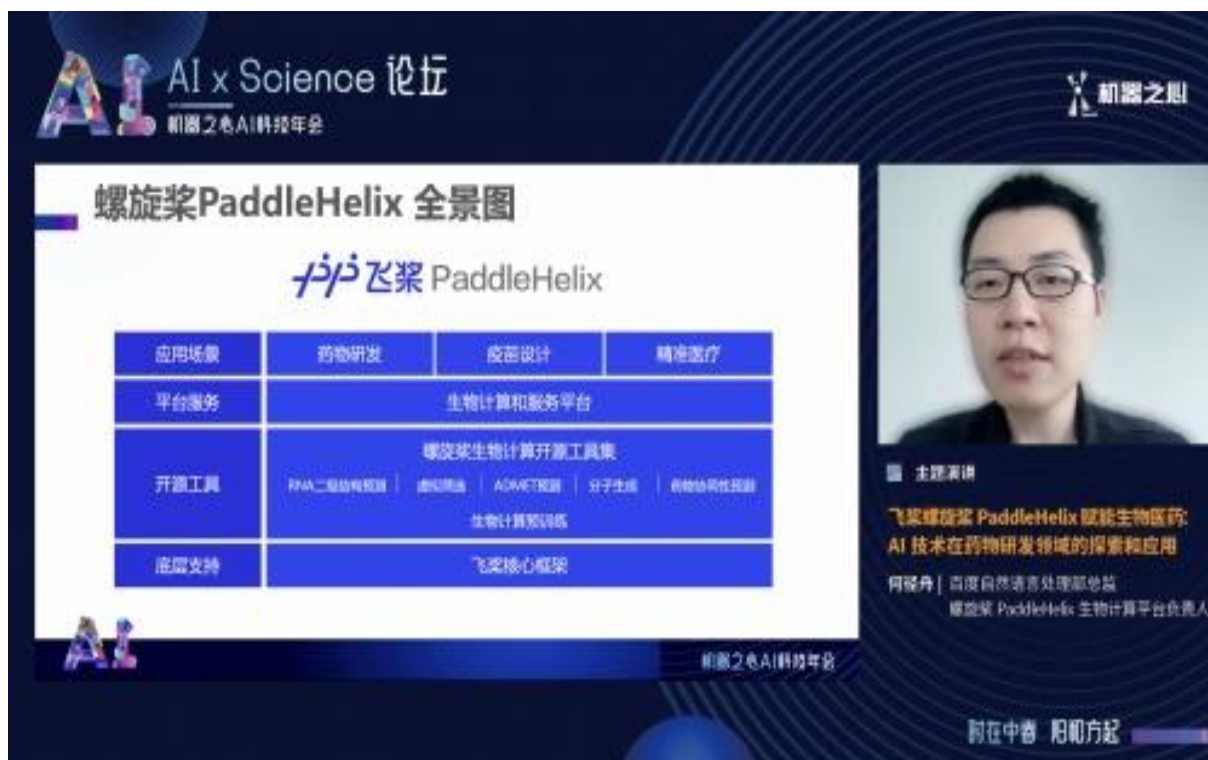 AI
AI x Science 论坛
机器之心AI科技年会
机器之心
螺旋桨PaddleHelix 全景图
飞桨 PaddleHelix
应用场景 药物研发 疫苗设计 精准医疗
平台服务 生物计算和服务平台
螺旋桨生物计算开源工具集
开源工具 RNA二级结构预测 虚拟筛选 ADMET预测 分子生成 药物协同性预测
生物计算预训练
底层支持 飞桨核心框架
AI
机器之心AI科技年会
主题演讲
飞桨螺旋桨 PaddleHelix 赋能生物医药:
AI 技术在药物研发领域的探索和应用
何径舟 百度自然语言处理部总监
螺旋桨 PaddleHelix 生物计算平台负责人
时在中春 阳和方起